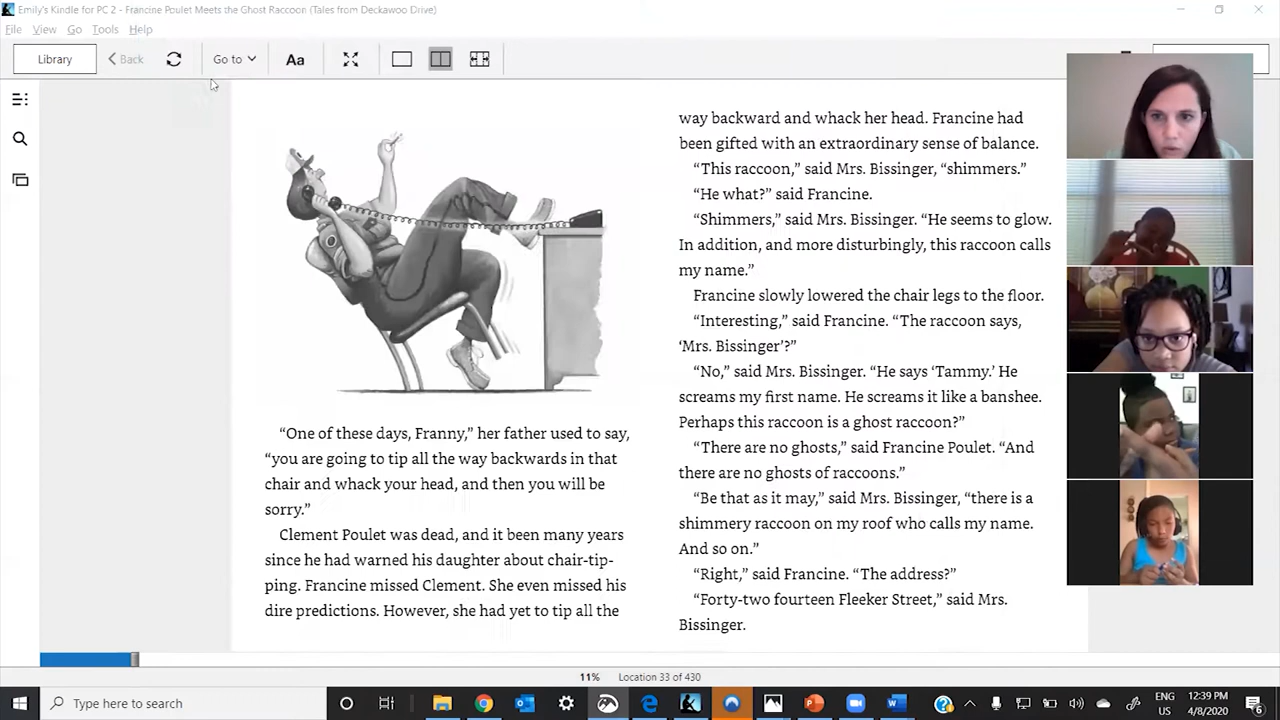 Emily's Kindle for PC 2 - Francine Poulet Meets the Ghost Raccoon (Tales from Deckawoo Drive)
File View Go Tools Help
Library Back Go to Aa
“One of these days, Franny,” her father used to say,
“you are going to tip all the way backwards in that
chair and whack your head, and then you will be
sorry.”
Clement Poulet was dead, and it been many years
since he had warned his daughter about chair-tip-
ping. Francine missed Clement. She even missed his
dire predictions. However, she had yet to tip all the
way backward and whack her head. Francine had
been gifted with an extraordinary sense of balance.
“This raccoon,” said Mrs. Bissinger, “shimmers.”
“He what?” said Francine.
“Shimmers,” said Mrs. Bissinger. “He seems to glow.
In addition, and more disturbingly, this raccoon calls
my name.”
Francine slowly lowered the chair legs to the floor.
“Interesting,” said Francine. “The raccoon says,
‘Mrs. Bissinger’?”
“No,” said Mrs. Bissinger. “He says ‘Tammy.’ He
screams my first name. He screams it like a banshee.
Perhaps this raccoon is a ghost raccoon?”
“There are no ghosts,” said Francine Poulet. “And
there are no ghosts of raccoons.”
“Be that as it may,” said Mrs. Bissinger, “there is a
shimmery raccoon on my roof who calls my name.
And so on.”
“Right,” said Francine. “The address?”
“Forty-two fourteen Fleeker Street,” said Mrs.
Bissinger.
11% Location 33 of 430
Type here to search
ENG
US
12:39 PM
4/8/2020
6